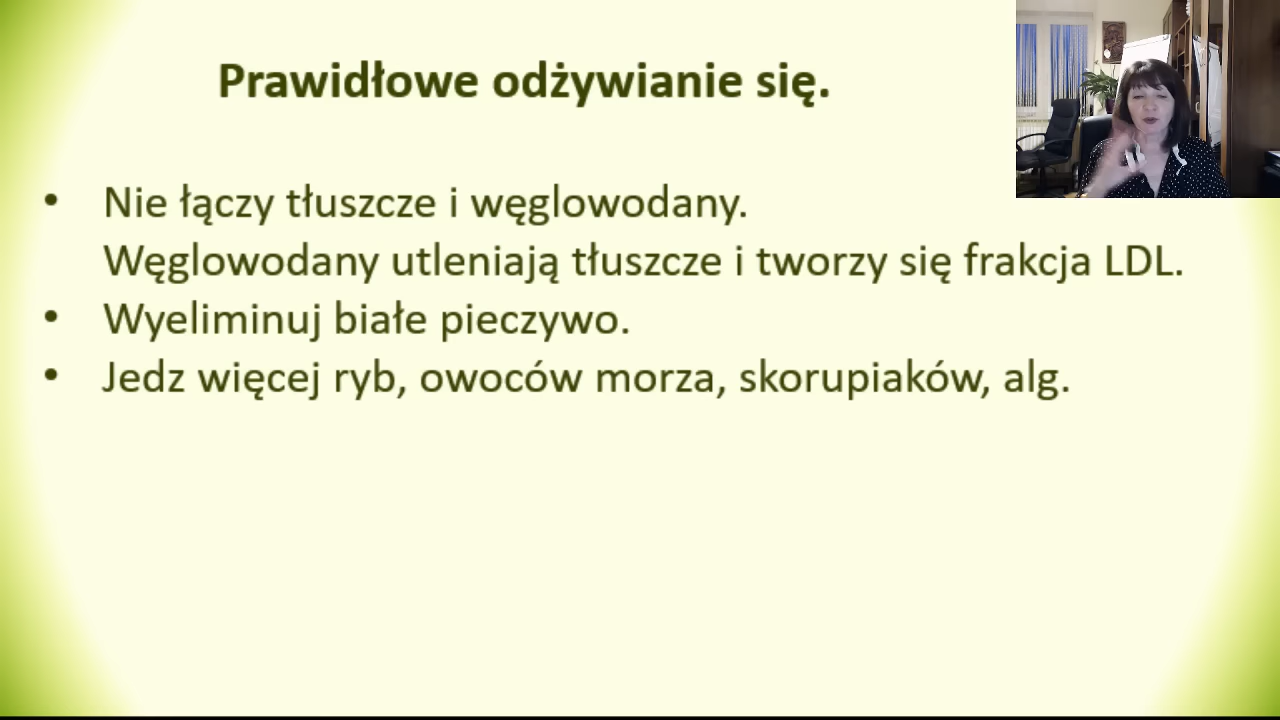 Prawidłowe odżywianie się.
• Nie łączy tłuszcze i węglowodany.
Węglowodany utleniają tłuszcze i tworzy się frakcja LDL.
• Wyeliminuj białe pieczywo.
• Jedz więcej ryb, owoców morza, skorupiaków, alg.